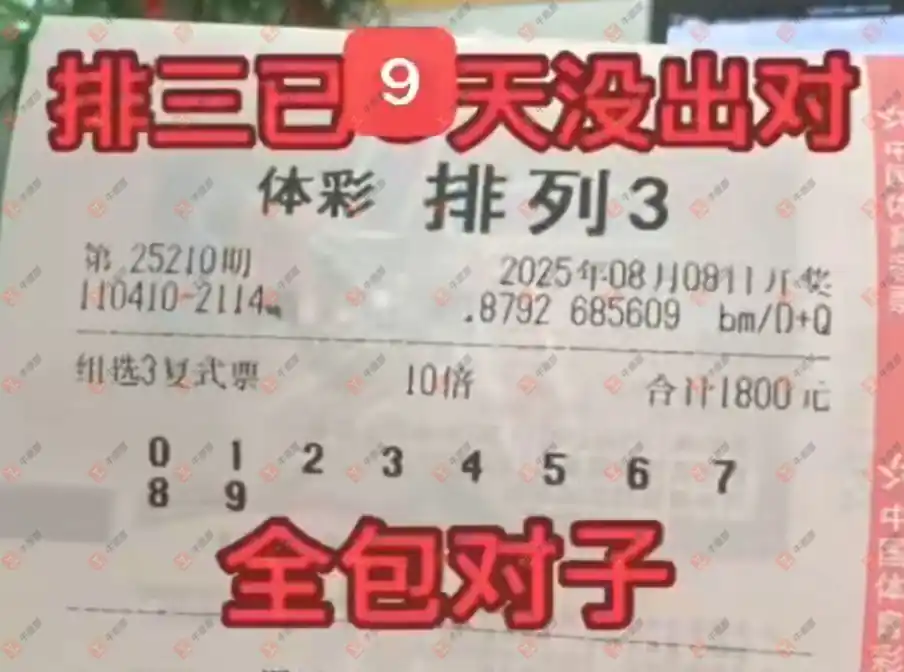 排三已9天没出对
体彩 排列3
第 25210期 2025年08月08日开奖
110410-2114 .8792 685609 bm/D+Q
组选3复式票 10倍 合计1800元
0 1 2 3 4 5 6 7
8 9
全包对子
中国体